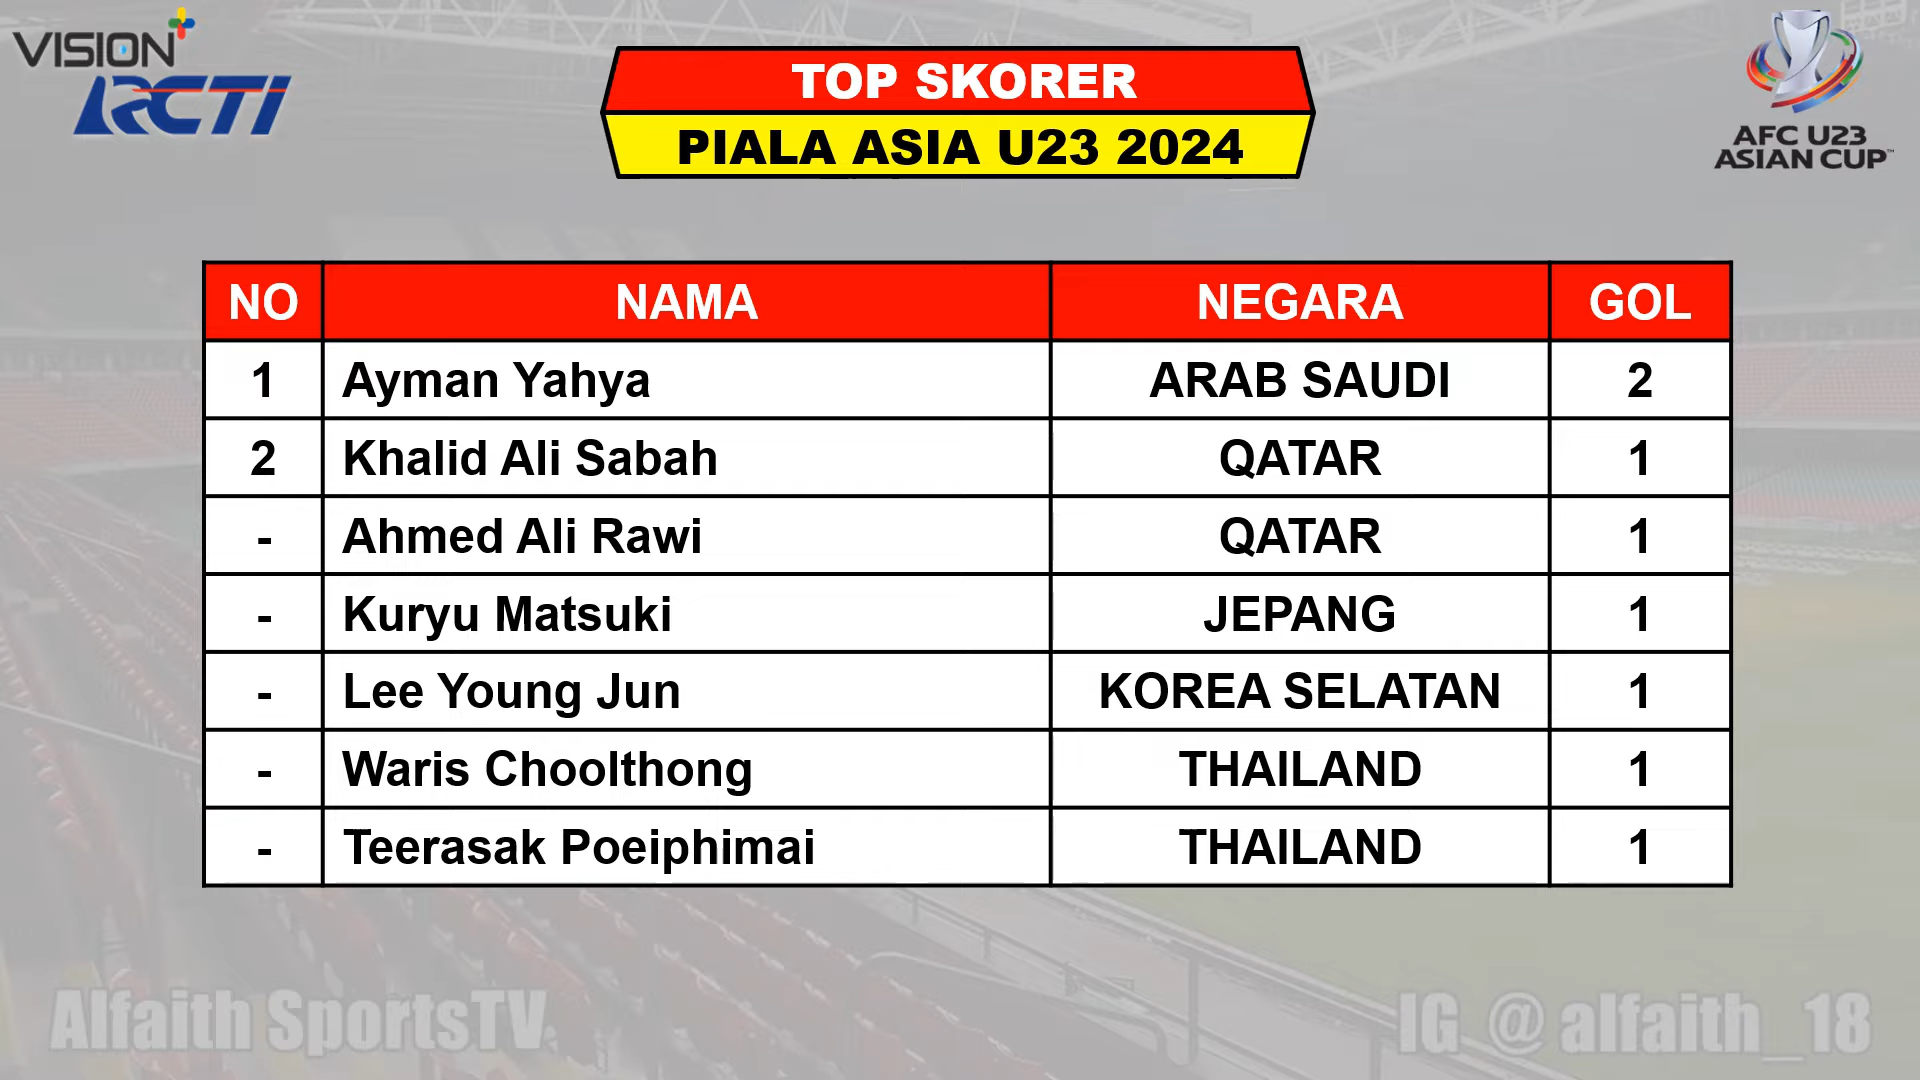 VISION+
RCTI
TOP SKORER
PIALA ASIA U23 2024
AFC U23
ASIAN CUP™
NO NAMA NEGARA GOL
1 Ayman Yahya ARAB SAUDI 2
2 Khalid Ali Sabah QATAR 1
- Ahmed Ali Rawi QATAR 1
- Kuryu Matsuki JEPANG 1
- Lee Young Jun KOREA SELATAN 1
- Waris Choolthong THAILAND 1
- Teerasak Poeiphimai THAILAND 1
Alfaith SportsTV
IG @ alfaith_18